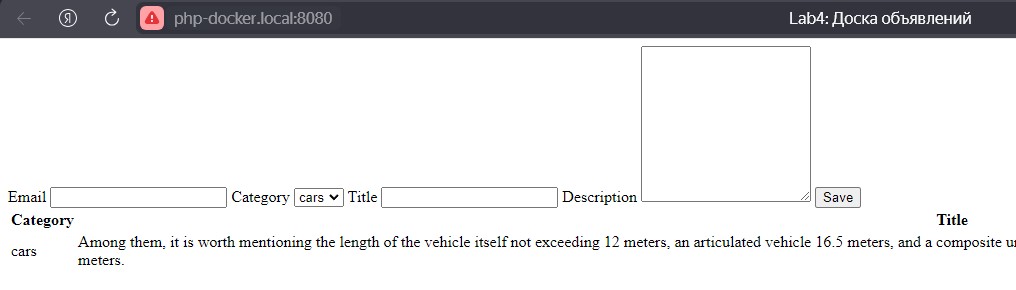 php-docker.local:8080 Lab4: Доска объявлений
Email Category cars Title Description Save
Category Title
cars Among them, it is worth mentioning the length of the vehicle itself not exceeding 12 meters, an articulated vehicle 16.5 meters, and a composite
meters.